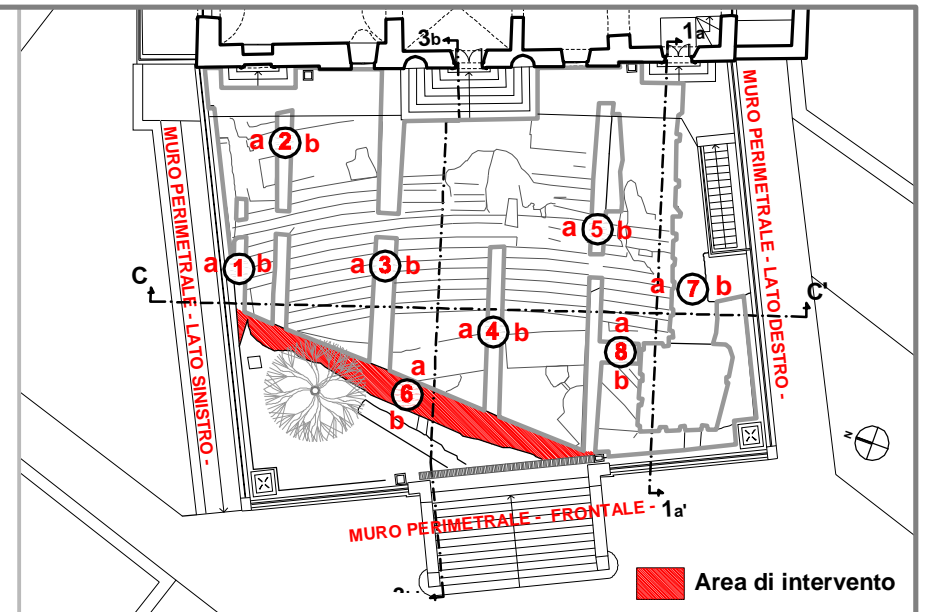 3b
1a
MURO PERIMETRALE - LATO SINISTRO -
MURO PERIMETRALE - LATO DESTRO -
a 2 b
a 5 b
a 1 b
a 3 b
a 7 b
C
C'
a 4 b
a
8
b
a
6
b
N
1a'
MURO PERIMETRALE - FRONTALE -
Area di intervento